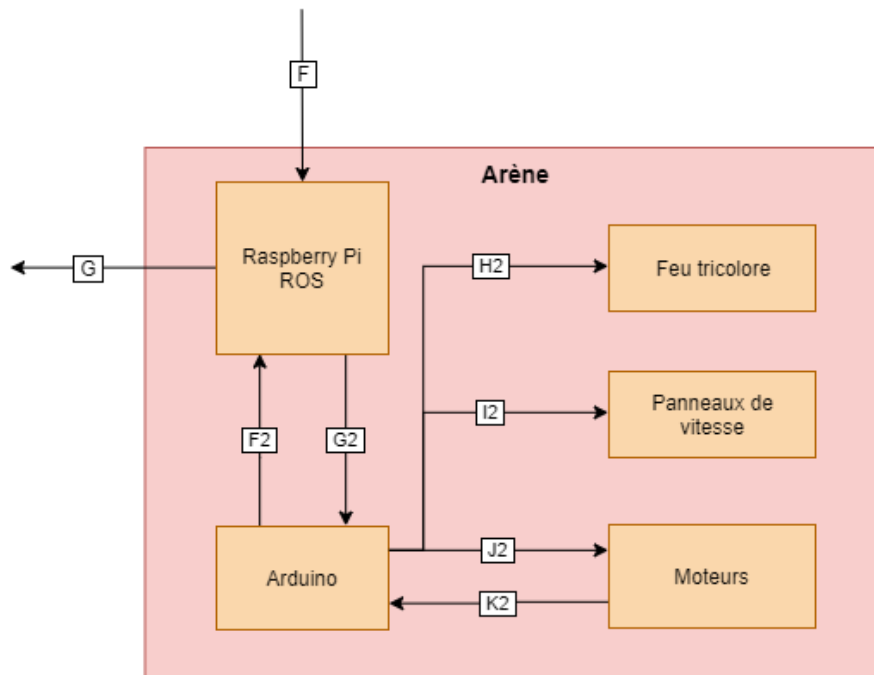 F
Arène
Raspberry Pi
ROS
G
H2
Feu tricolore
I2
Panneaux de
vitesse
F2
G2
Arduino
J2
K2
Moteurs